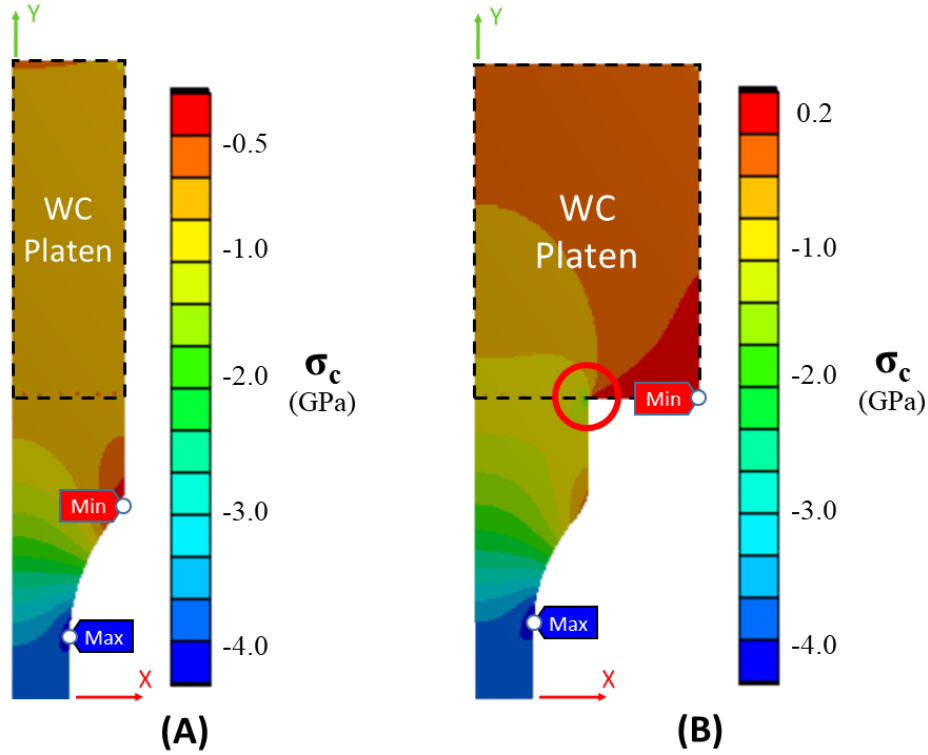 Y
WC
Platen
Min
Max
X
-0.5
-1.0
-2.0
-3.0
-4.0
σc
(GPa)
(A)
Y
WC
Platen
Min
Max
X
0.2
-1.0
-2.0
-3.0
-4.0
σc
(GPa)
(B)